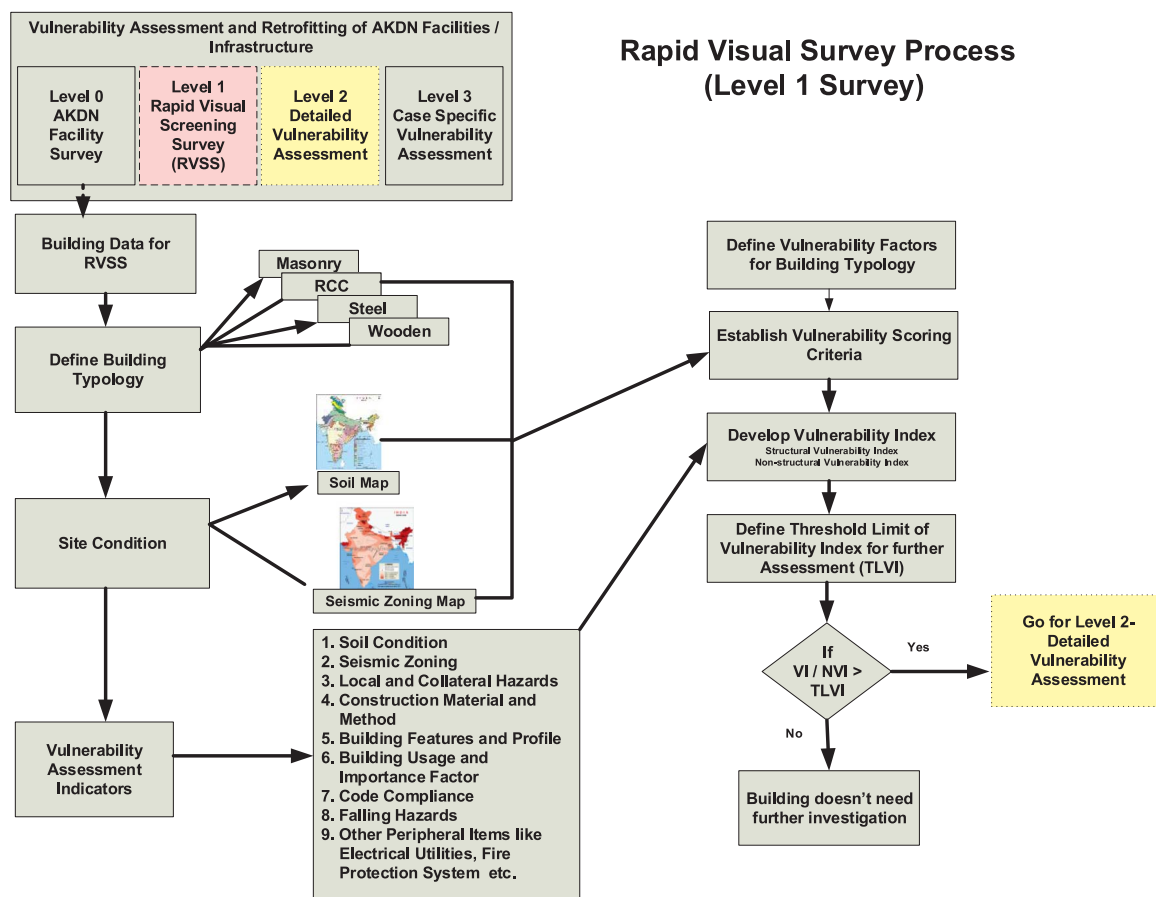 Vulnerability Assessment and Retrofitting of AKDN Facilities /
Infrastructure
Level 0
AKDN
Facility
Survey
Level 1
Rapid Visual
Screening
Survey
(RVSS)
Level 2
Detailed
Vulnerability
Assessment
Level 3
Case Specific
Vulnerability
Assessment
Rapid Visual Survey Process
(Level 1 Survey)
Building Data for
RVSS
Define Building
Typology
Masonry
RCC
Steel
Wooden
Site Condition
Soil Map
Seismic Zoning Map
Vulnerability
Assessment
Indicators
1. Soil Condition
2. Seismic Zoning
3. Local and Collateral Hazards
4. Construction Material and
Method
5. Building Features and Profile
6. Building Usage and
Importance Factor
7. Code Compliance
8. Falling Hazards
9. Other Peripheral Items like
Electrical Utilities, Fire
Protection System etc.
Define Vulnerability Factors
for Building Typology
Establish Vulnerability Scoring
Criteria
Develop Vulnerability Index
Structural Vulnerability Index
Non-structural Vulnerability Index
Define Threshold Limit of
Vulnerability Index for further
Assessment (TLVI)
If
VI / NVI >
TLVI
Yes
Go for Level 2-
Detailed
Vulnerability
Assessment
No
Building doesn't need
further investigation